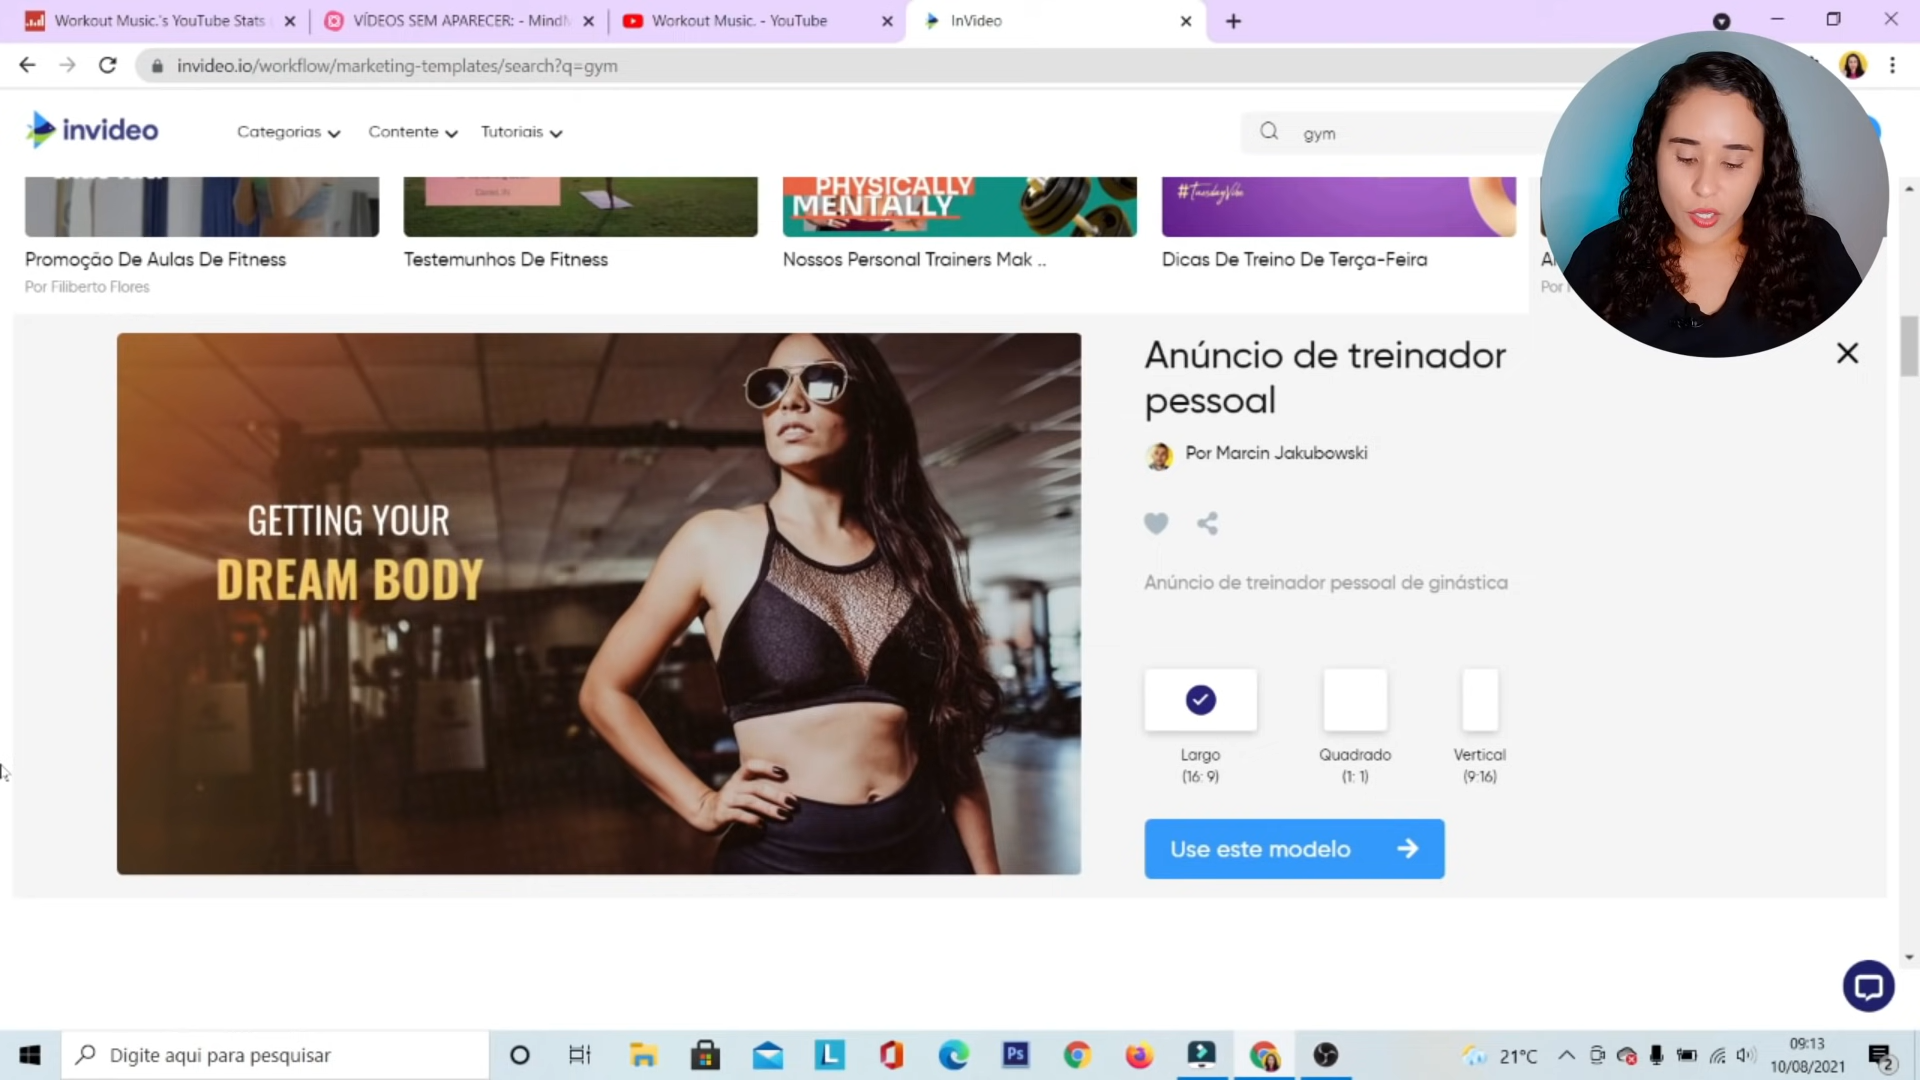 Workout Music.'s YouTube Stats
VÍDEOS SEM APARECER: - Mind
Workout Music. - YouTube
InVideo
invideo.io/workflow/marketing-templates/search?q=gym
invideo
Categorias
Contente
Tutoriais
gym
PHYSICALLY
MENTALLY
#TuesdayVibe
Promoção De Aulas De Fitness
Testemunhos De Fitness
Nossos Personal Trainers Mak ..
Dicas De Treino De Terça-Feira
Por Filiberto Flores
Por
GETTING YOUR
DREAM BODY
Anúncio de treinador
pessoal
Por Marcin Jakubowski
Anúncio de treinador pessoal de ginástica
Largo
(16: 9)
Quadrado
(1: 1)
Vertical
(9:16)
Use este modelo
Digite aqui para pesquisar
L
Ps
21°C
09:13
10/08/2021
2